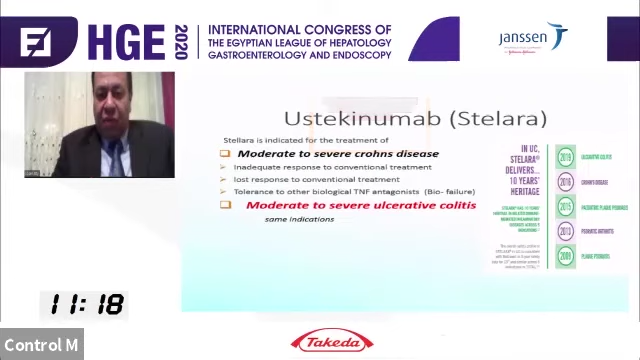 HGE 2020
INTERNATIONAL CONGRESS OF
THE EGYPTIAN LEAGUE OF HEPATOLOGY
GASTROENTEROLOGY AND ENDOSCOPY
janssen
Ustekinumab (Stelara)
Stellara is indicated for the treatment of
Moderate to severe crohns disease
Inadequate response to conventional treatment
lost response to conventional treatment
Tolerance to other biological TNF antagonists (Bio- failure)
Moderate to severe ulcerative colitis
same indications
IN UC,
STELARA®
DELIVERS...
10 YEARS'
HERITAGE
2019 ULCERATIVE COLITIS
2016 CROHN'S DISEASE
2015 PAEDIATRIC PLAQUE PSORIASIS
2013 PSORIATIC ARTHRITIS
2009 PLAQUE PSORIASIS
11:18
Control M
Takeda